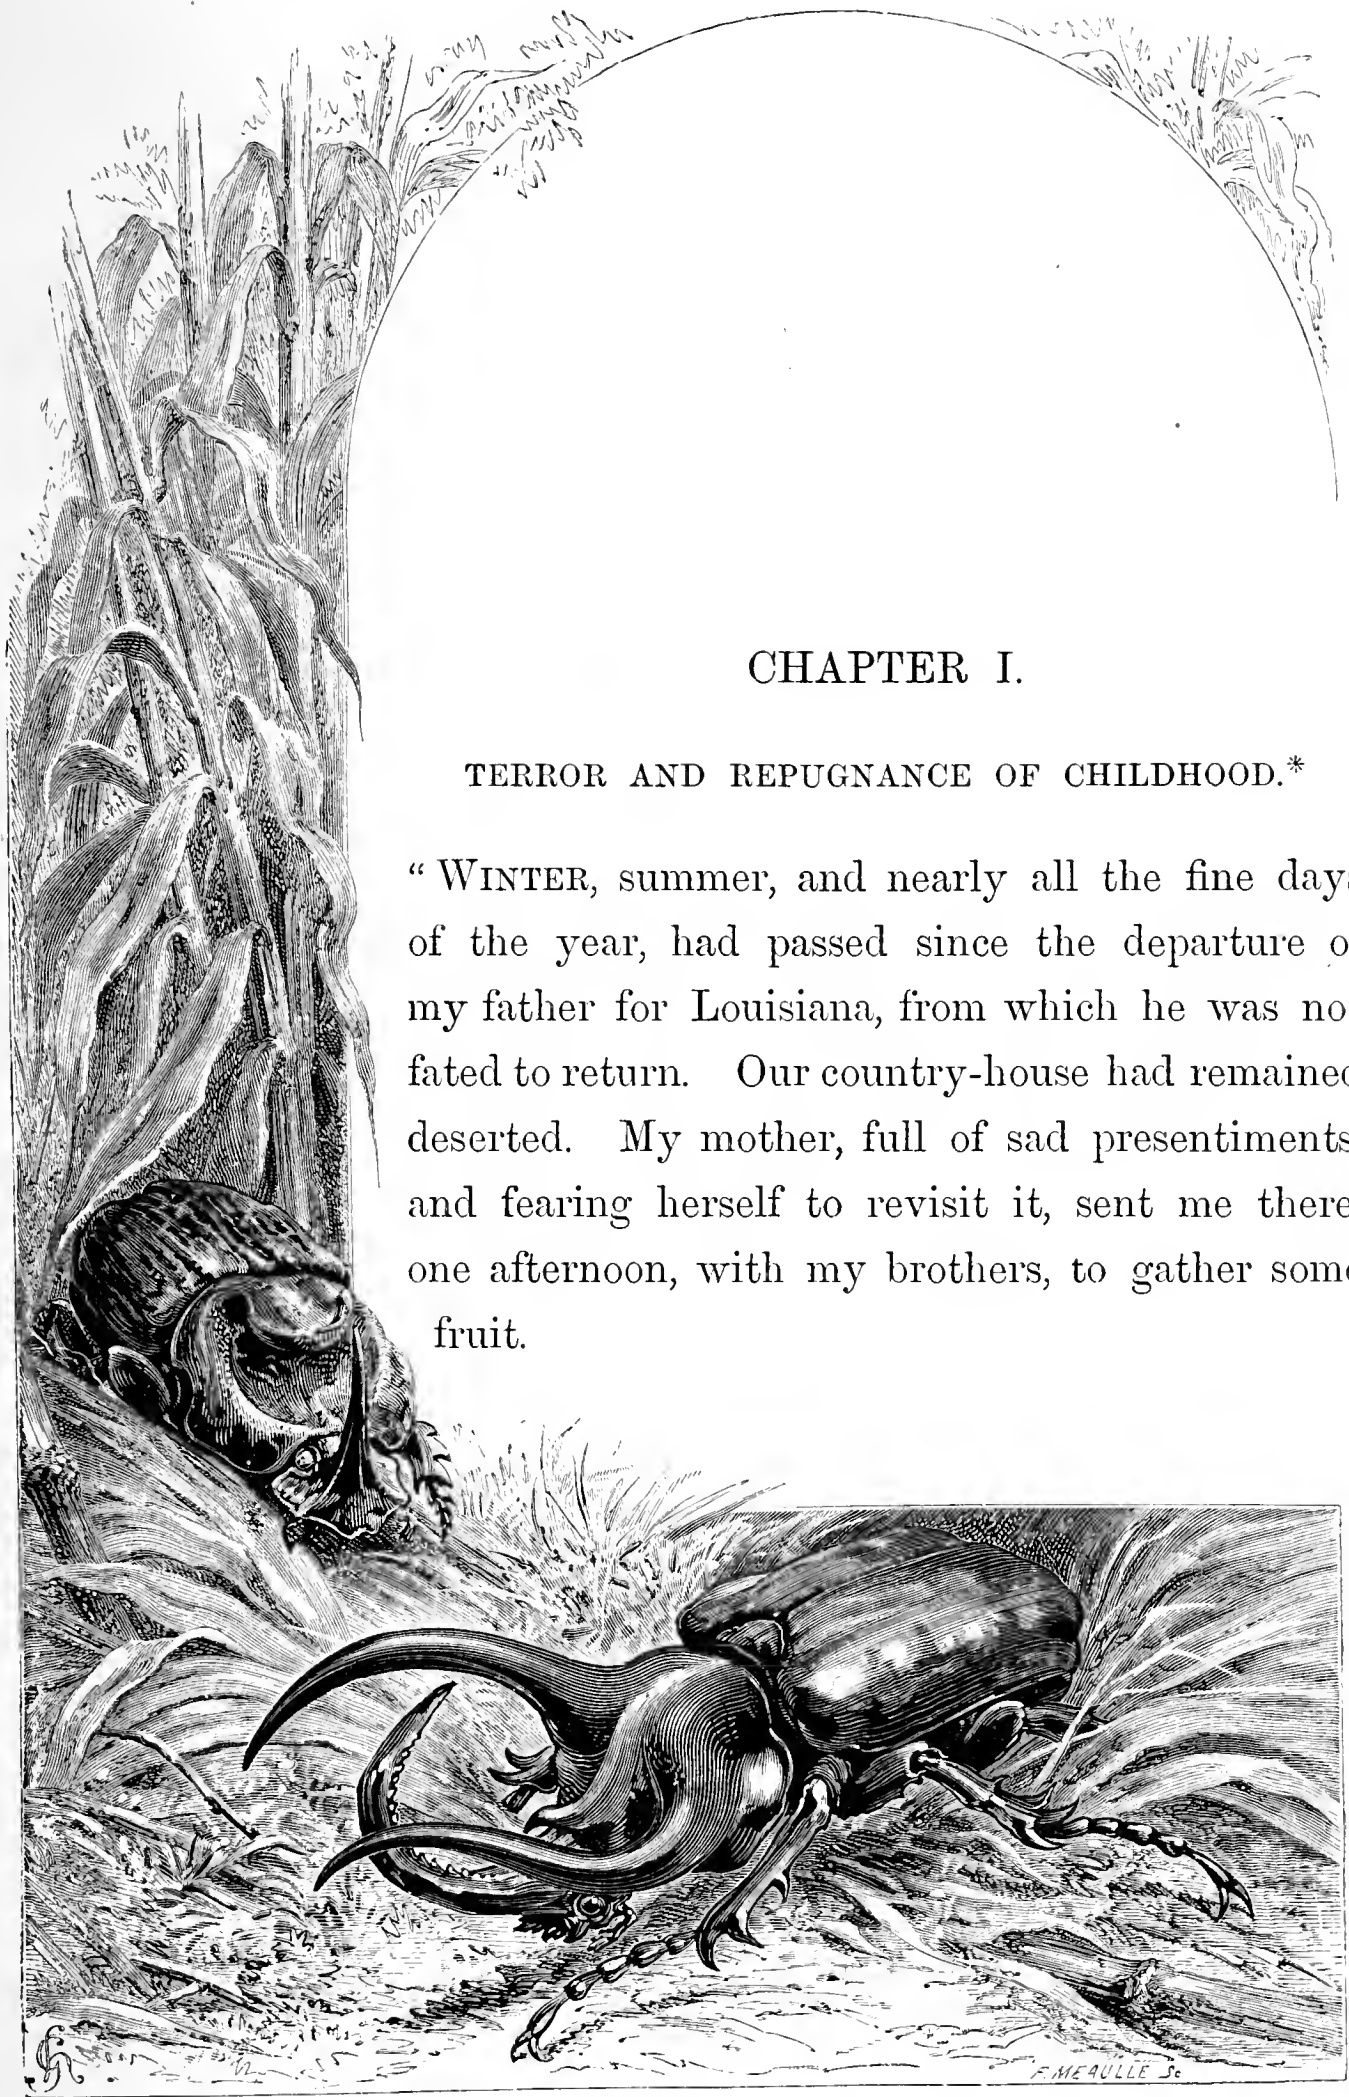 CHAPTER I.
TERROR AND REPUGNANCE OF CHILDHOOD.*
“WINTER, summer, and nearly all the fine days
of the year, had passed since the departure o
my father for Louisiana, from which he was no
fated to return. Our country-house had remained
deserted. My mother, full of sad presentiments
and fearing herself to revisit it, sent me there
one afternoon, with my brothers, to gather some
fruit.
F. MEAULLE Sc